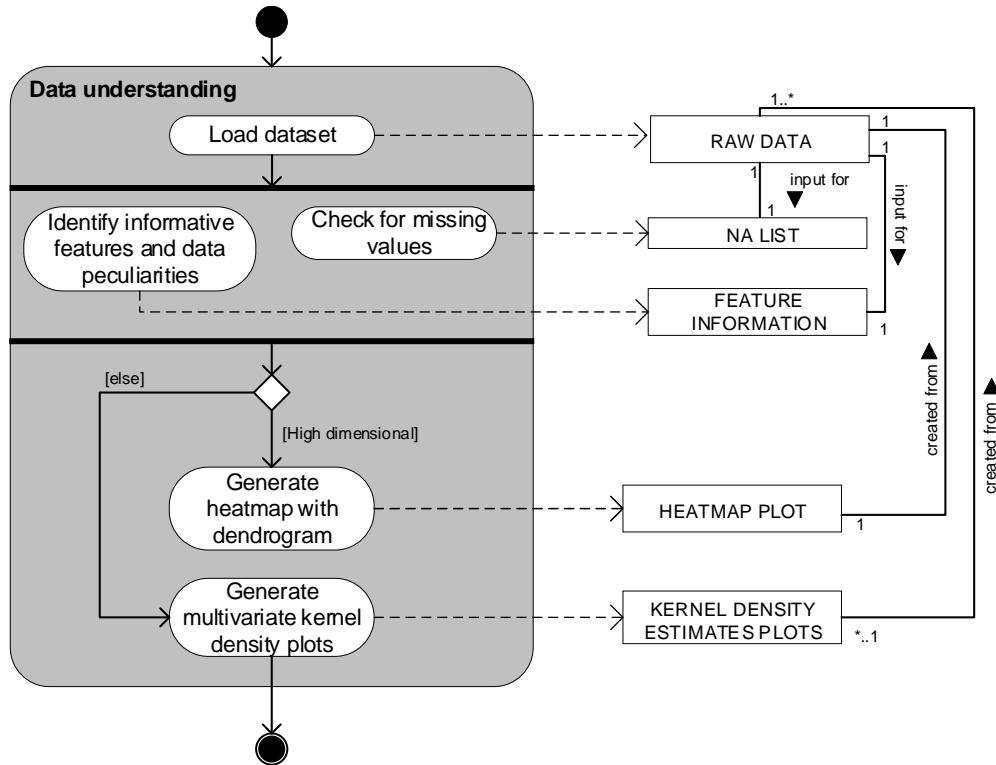 Data understanding
Load dataset
Identify informative
features and data
peculiarities
Check for missing
values
[else]
[High dimensional]
Generate
heatmap with
dendrogram
Generate
multivariate kernel
density plots
1..*
RAW DATA
1
1
1
input for
1
NA LIST
input for
FEATURE
INFORMATION
1
created from
created from
HEATMAP PLOT
1
KERNEL DENSITY
ESTIMATES PLOTS
*..1